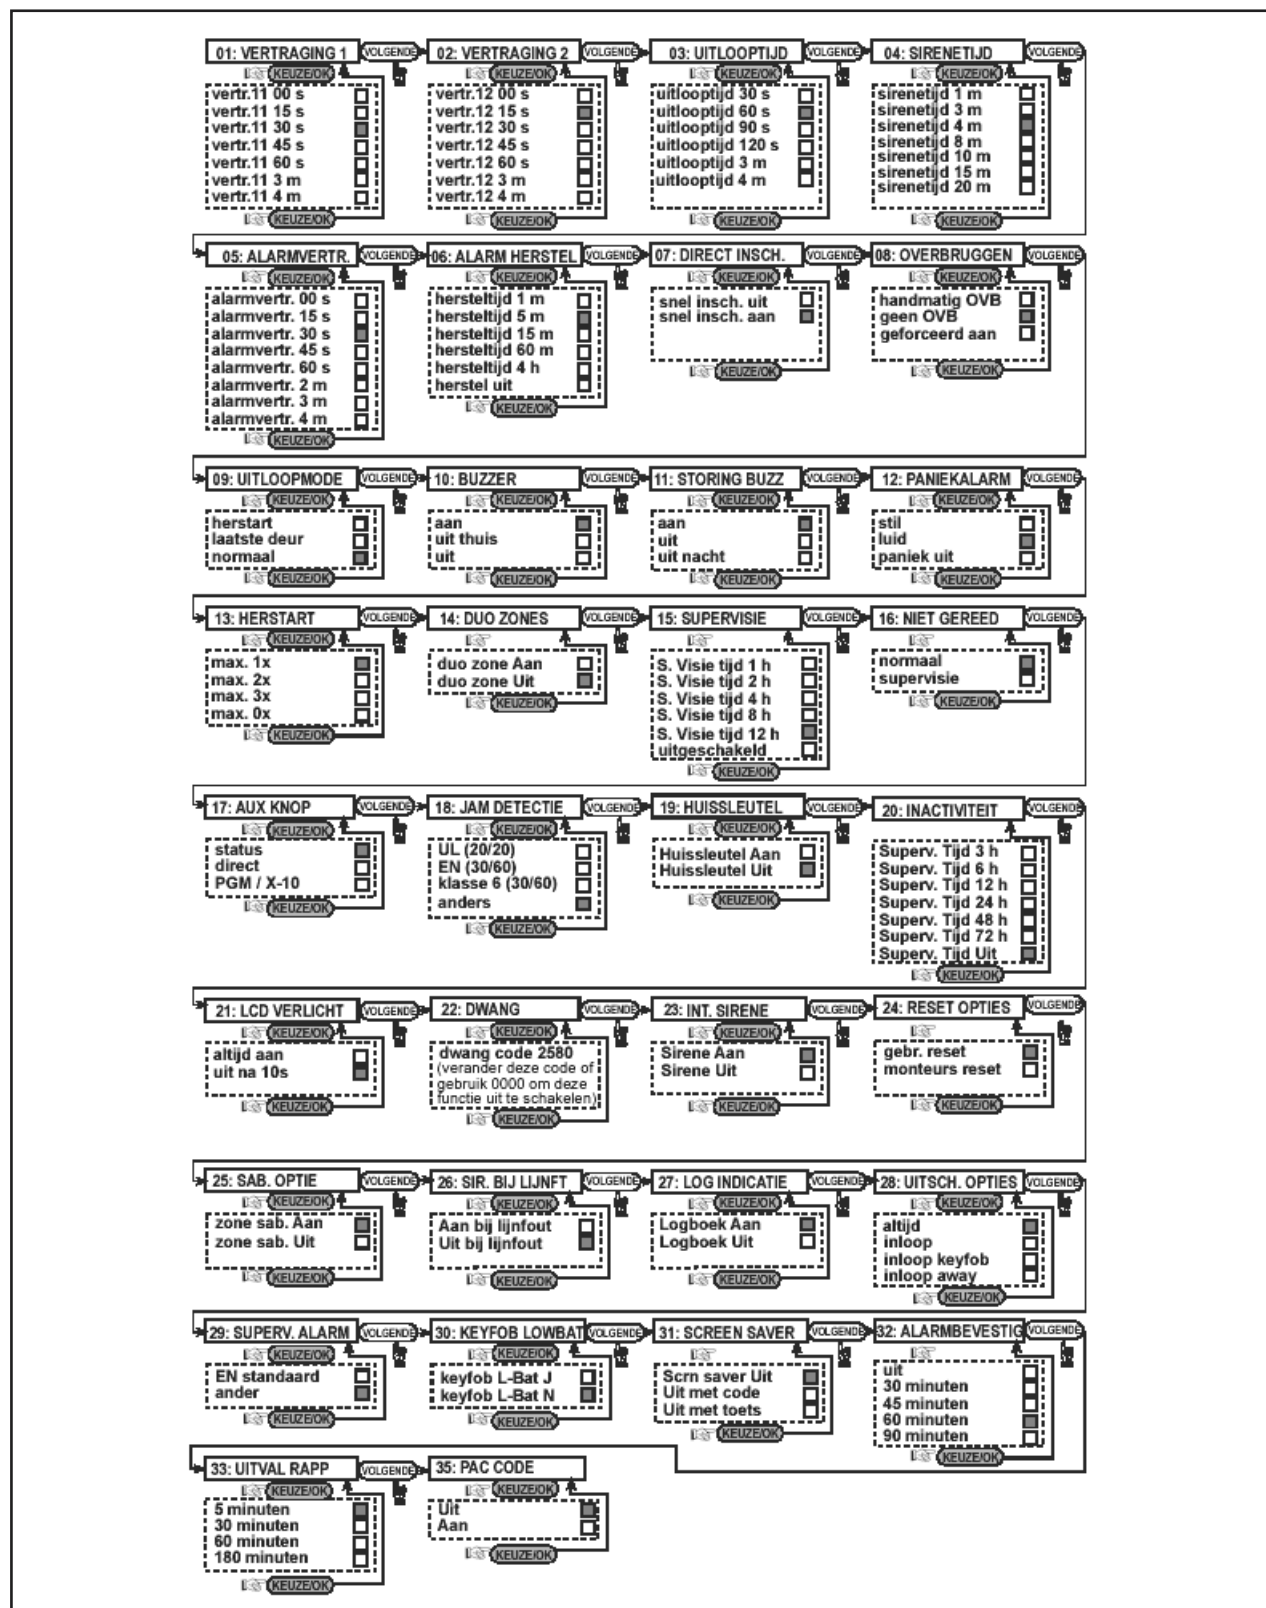 01: VERTRAGING 1
VOLGENDE
KEUZE/OK
vertr.11 00 s
vertr.11 15 s
vertr.11 30 s
vertr.11 45 s
vertr.11 60 s
vertr.11 3 m
vertr.11 4 m
KEUZE/OK
02: VERTRAGING 2
VOLGENDE
KEUZE/OK
vertr.12 00 s
vertr.12 15 s
vertr.12 30 s
vertr.12 45 s
vertr.12 60 s
vertr.12 3 m
vertr.12 4 m
KEUZE/OK
03: UITLOOPTIJD
VOLGENDE
KEUZE/OK
uitlooptijd 30 s
uitlooptijd 60 s
uitlooptijd 90 s
uitlooptijd 120 s
uitlooptijd 3 m
uitlooptijd 4 m
KEUZE/OK
04: SIRENETIJD
VOLGENDE
KEUZE/OK
sirenetijd 1 m
sirenetijd 3 m
sirenetijd 4 m
sirenetijd 8 m
sirenetijd 10 m
sirenetijd 15 m
sirenetijd 20 m
KEUZE/OK
05: ALARMVERTR.
VOLGENDE
KEUZE/OK
alarmvertr. 00 s
alarmvertr. 15 s
alarmvertr. 30 s
alarmvertr. 45 s
alarmvertr. 60 s
alarmvertr. 2 m
alarmvertr. 3 m
alarmvertr. 4 m
KEUZE/OK
06: ALARM HERSTEL
VOLGENDE
KEUZE/OK
hersteltijd 1 m
hersteltijd 5 m
hersteltijd 15 m
hersteltijd 60 m
hersteltijd 4 h
herstel uit
KEUZE/OK
07: DIRECT INSCH.
VOLGENDE
KEUZE/OK
snel insch. uit
snel insch. aan
KEUZE/OK
08: OVERBRUGGEN
VOLGENDE
KEUZE/OK
handmatig OVB
geen OVB
geforceerd aan
KEUZE/OK
09: UITLOOPMODE
VOLGENDE
KEUZE/OK
herstart
laatste deur
normaal
KEUZE/OK
10: BUZZER
VOLGENDE
KEUZE/OK
aan
uit thuis
uit
KEUZE/OK
11: STORING BUZZ
VOLGENDE
KEUZE/OK
aan
uit
uit nacht
KEUZE/OK
12: PANIEKALARM
VOLGENDE
KEUZE/OK
stil
luid
paniek uit
KEUZE/OK
13: HERSTART
VOLGENDE
KEUZE/OK
max. 1x
max. 2x
max. 3x
max. 0x
KEUZE/OK
14: DUO ZONES
VOLGENDE
duo zone Aan
duo zone Uit
KEUZE/OK
15: SUPERVISIE
VOLGENDE
S. Visie tijd 1 h
S. Visie tijd 2 h
S. Visie tijd 4 h
S. Visie tijd 8 h
S. Visie tijd 12 h
uitgeschakeld
KEUZE/OK
16: NIET GEREED
VOLGENDE
normaal
supervisie
KEUZE/OK
17: AUX KNOP
VOLGENDE
KEUZE/OK
status
direct
PGM / X-10
KEUZE/OK
18: JAM DETECTIE
VOLGENDE
KEUZE/OK
UL (20/20)
EN (30/60)
klasse 6 (30/60)
anders
KEUZE/OK
19: HUISSLEUTEL
VOLGENDE
KEUZE/OK
Huissleutel Aan
Huissleutel Uit
KEUZE/OK
20: INACTIVITEIT
VOLGENDE
Superv. Tijd 3 h
Superv. Tijd 6 h
Superv. Tijd 12 h
Superv. Tijd 24 h
Superv. Tijd 48 h
Superv. Tijd 72 h
Superv. Tijd Uit
KEUZE/OK
21: LCD VERLICHT
VOLGENDE
KEUZE/OK
altijd aan
uit na 10s
KEUZE/OK
22: DWANG
VOLGENDE
KEUZE/OK
dwang code 2580
(verander deze code of
gebruik 0000 om deze
functie uit te schakelen)
KEUZE/OK
23: INT. SIRENE
VOLGENDE
KEUZE/OK
Sirene Aan
Sirene Uit
KEUZE/OK
24: RESET OPTIES
VOLGENDE
gebr. reset
monteurs reset
KEUZE/OK
25: SAB. OPTIE
VOLGENDE
KEUZE/OK
zone sab. Aan
zone sab. Uit
KEUZE/OK
26: SIR. BIJ LIJNFT
VOLGENDE
KEUZE/OK
Aan bij lijnfout
Uit bij lijnfout
KEUZE/OK
27: LOG INDICATIE
VOLGENDE
KEUZE/OK
Logboek Aan
Logboek Uit
KEUZE/OK
28: UITSCH. OPTIES
VOLGENDE
KEUZE/OK
altijd
inloop
inloop keyfob
inloop away
KEUZE/OK
29: SUPERV. ALARM
VOLGENDE
KEUZE/OK
EN standaard
ander
KEUZE/OK
30: KEYFOB LOWBAT
VOLGENDE
KEUZE/OK
keyfob L-Bat J
keyfob L-Bat N
KEUZE/OK
31: SCREEN SAVER
VOLGENDE
KEUZE/OK
Scrn saver Uit
Uit met code
Uit met toets
KEUZE/OK
32: ALARMBEVESTIG
VOLGENDE
uit
30 minuten
45 minuten
60 minuten
90 minuten
KEUZE/OK
33: UITVAL RAPP
VOLGENDE
KEUZE/OK
5 minuten
30 minuten
60 minuten
180 minuten
KEUZE/OK
35: PAC CODE
KEUZE/OK
Uit
Aan
KEUZE/OK